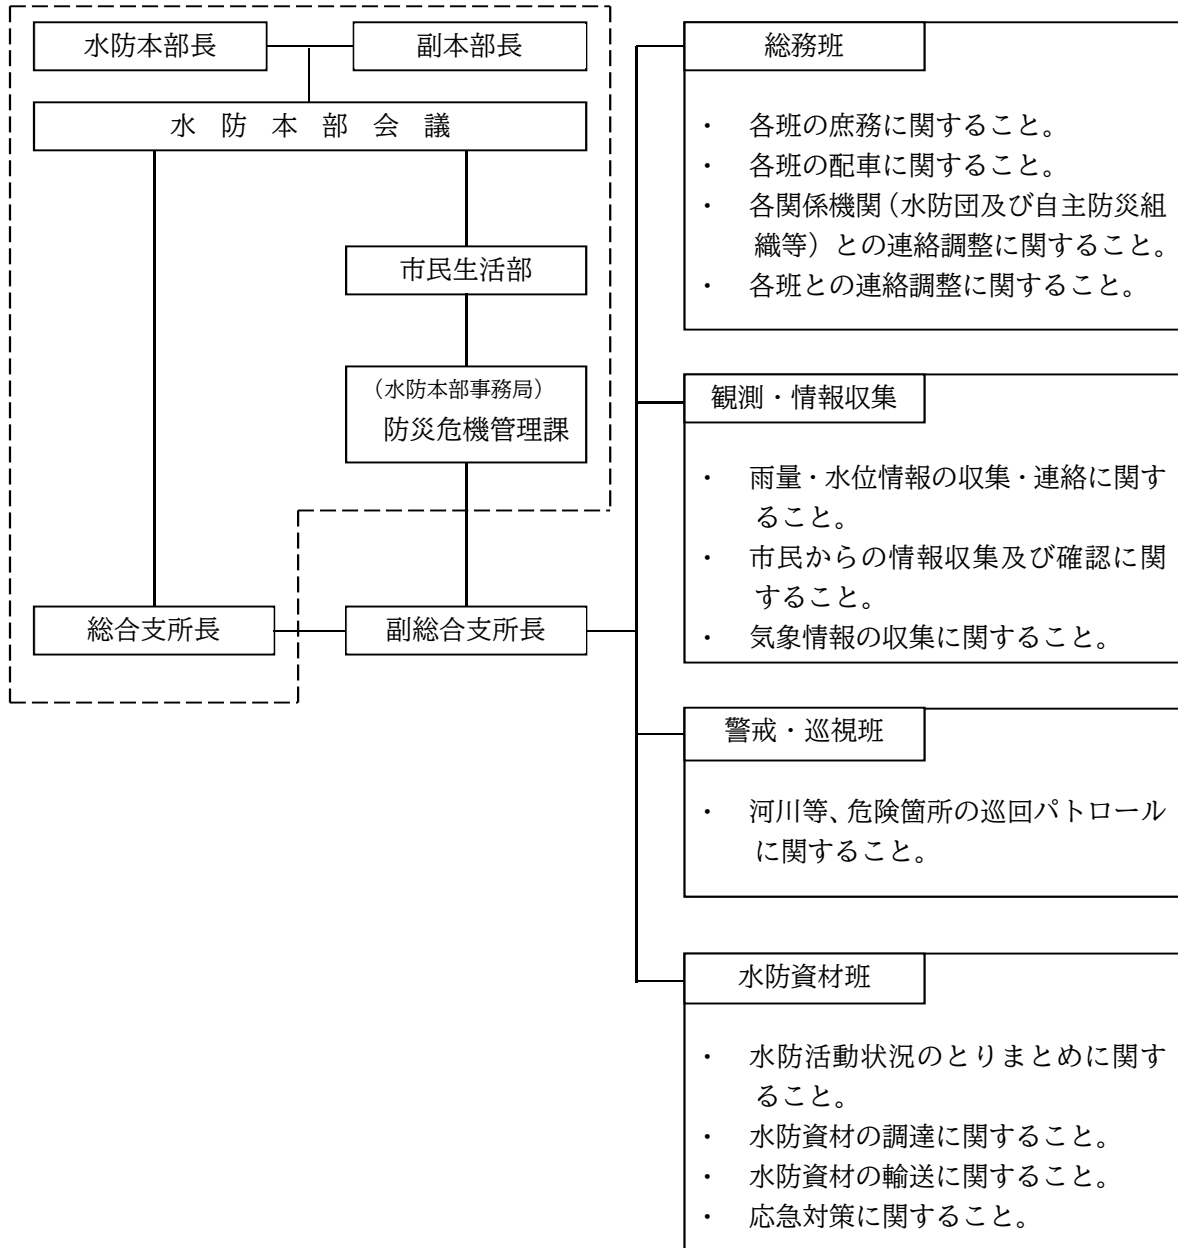 水防本部長
副本部長
水防本部会議
市民生活部
（水防本部事務局）
防災危機管理課
総合支所長
副総合支所長
総務班
・ 各班の庶務に関すること。
・ 各班の配車に関すること。
・ 各関係機関（水防団及び自主防災組
織等）との連絡調整に関すること。
・ 各班との連絡調整に関すること。
観測・情報収集
・ 雨量・水位情報の収集・連絡に関す
ること。
・ 市民からの情報収集及び確認に関
すること。
・ 気象情報の収集に関すること。
警戒・巡視班
・ 河川等、危険箇所の巡回パトロール
に関すること。
水防資材班
・ 水防活動状況のとりまとめに関す
ること。
・ 水防資材の調達に関すること。
・ 水防資材の輸送に関すること。
・ 応急対策に関すること。